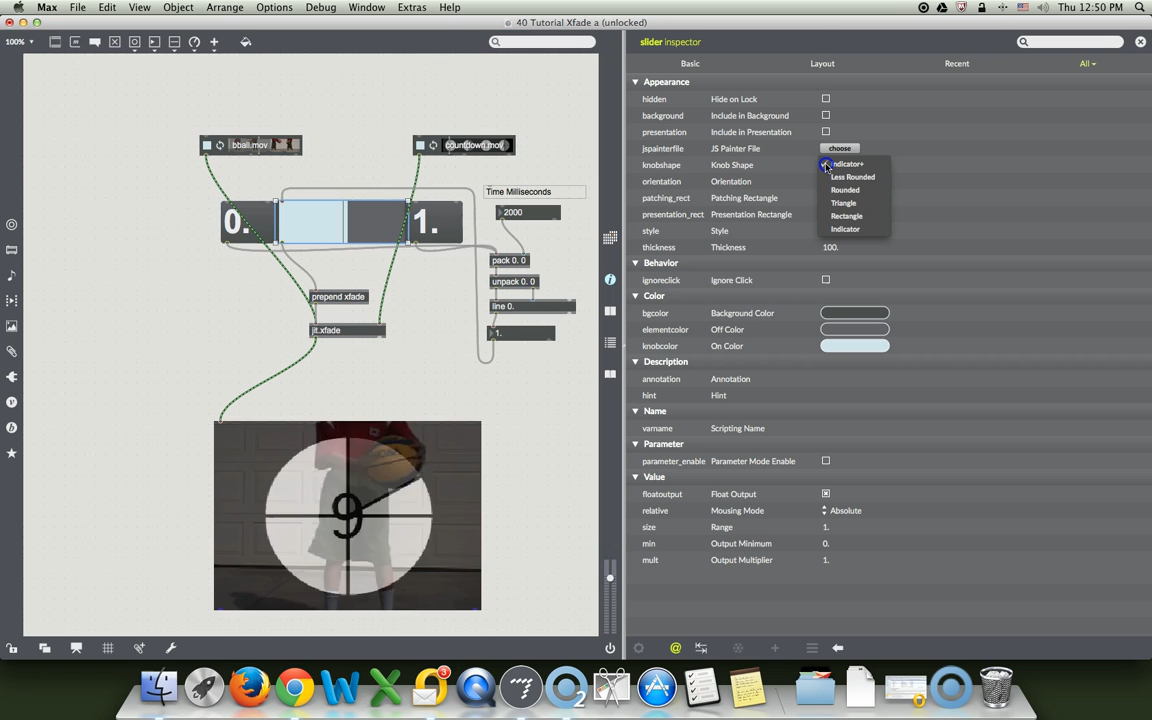 Max File Edit View Object Arrange Options Debug Window Extras Help Thu 12:50 PM
40 Tutorial Xfade a (unlocked)
100%
slider inspector
Basic Layout Recent All
Appearance
hidden Hide on Lock
background Include in Background
presentation Include in Presentation
jspainterfile JS Painter File choose
knobshape Knob Shape Indicator+
Less Rounded
orientation Orientation
Rounded
patching_rect Patching Rectangle
Triangle
presentation_rect Presentation Rectangle
Rectangle
style Style
Indicator
thickness Thickness 100.
Behavior
ignoreclick Ignore Click
Color
bgcolor Background Color
elementcolor Off Color
knobcolor On Color
Description
annotation Annotation
hint Hint
Name
varname Scripting Name
Parameter
parameter_enable Parameter Mode Enable
Value
floatoutput Float Output
relative Mousing Mode Absolute
size Range 1.
min Output Minimum 0.
mult Output Multiplier 1.
bball.mov
countdown.mov
Time Milliseconds
2000
0.
1.
pack 0. 0
unpack 0. 0
line 0.
1.
prepend xfade
jit.xfade
9
3
2